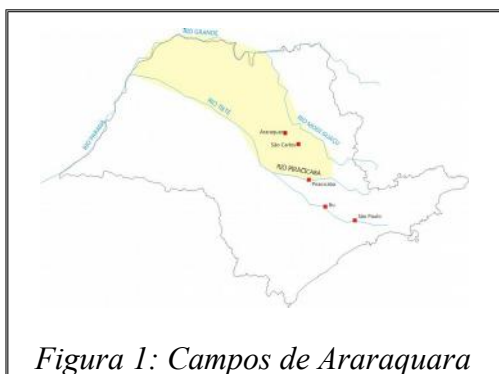 RIO GRANDE
RIO PARANÁ
RIO TIETÊ
RIO MOGI GUAÇU
Araraquara
São Carlos
RIO PIRACICABA
Piracicaba
Itu
São Paulo
Figura 1: Campos de Araraquara